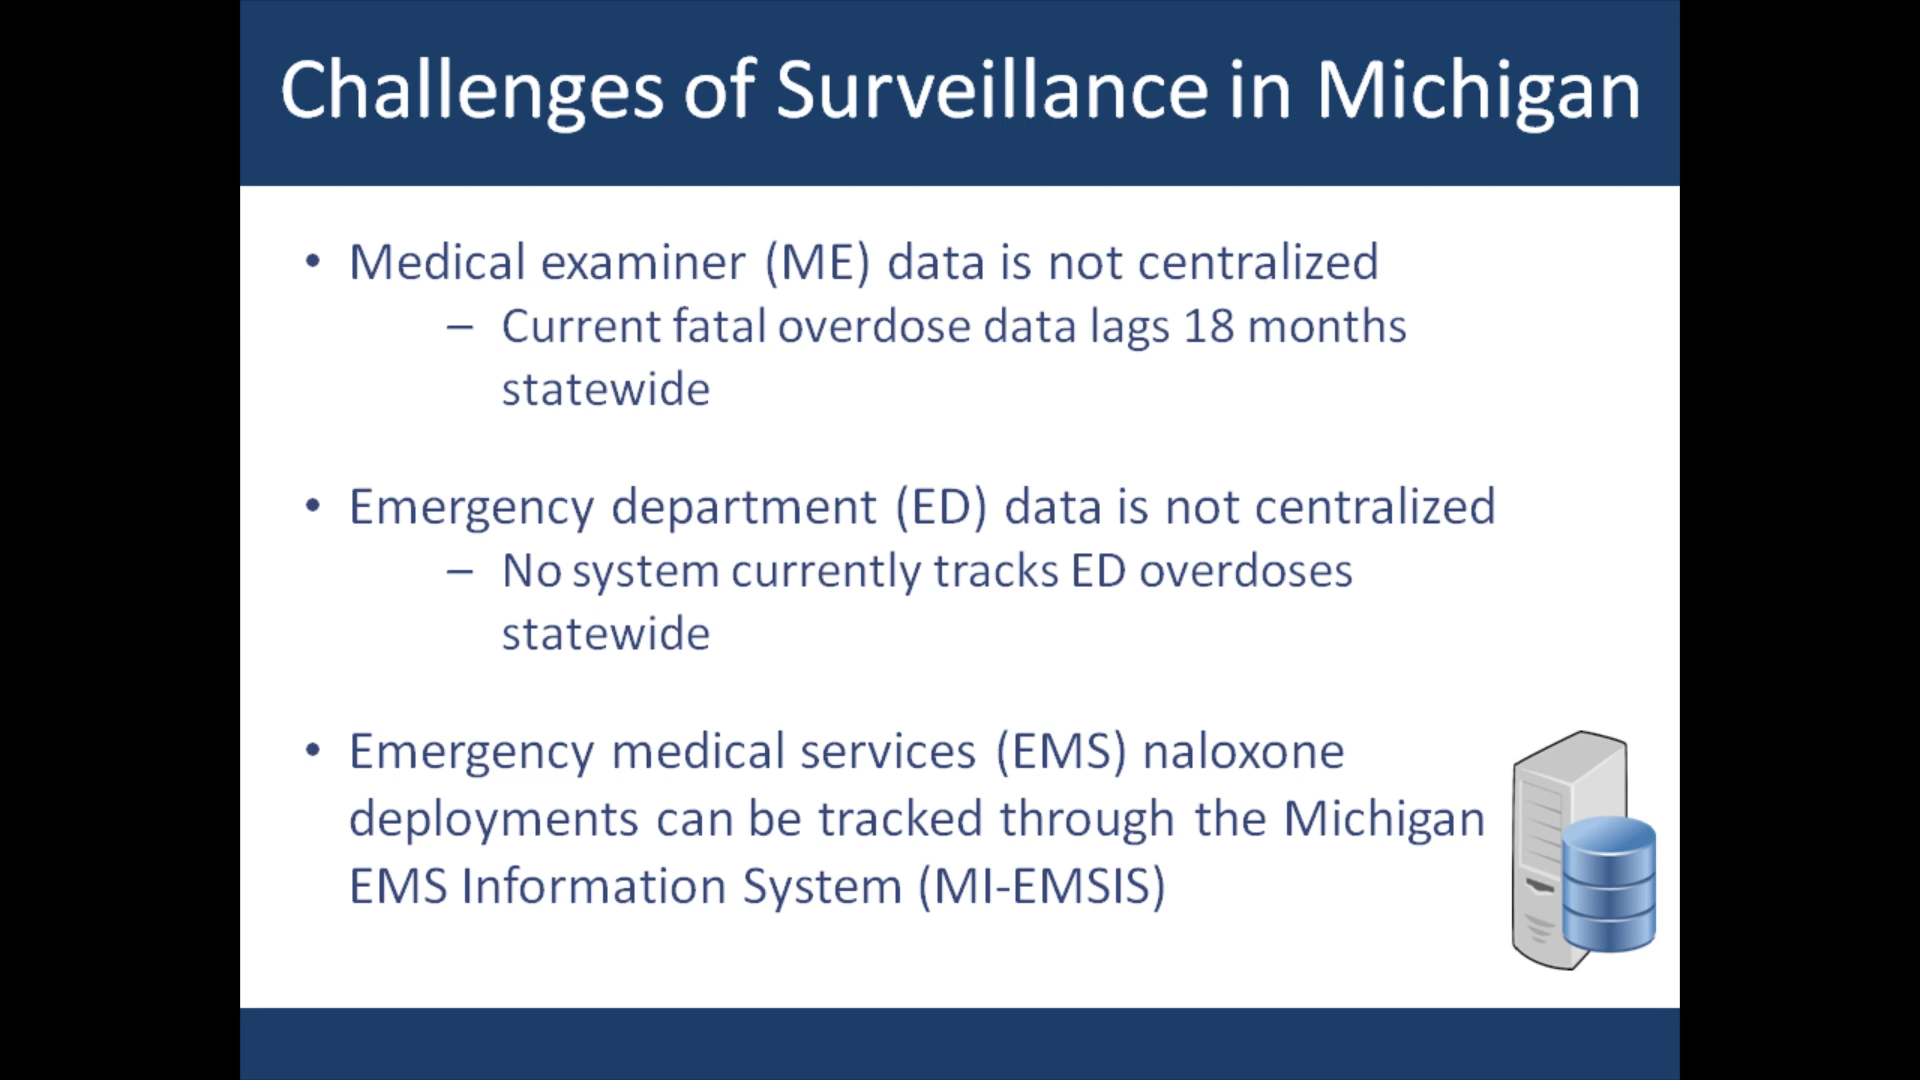 Challenges of Surveillance in Michigan
• Medical examiner (ME) data is not centralized
– Current fatal overdose data lags 18 months
statewide
• Emergency department (ED) data is not centralized
– No system currently tracks ED overdoses
statewide
• Emergency medical services (EMS) naloxone
deployments can be tracked through the Michigan
EMS Information System (MI-EMSIS)